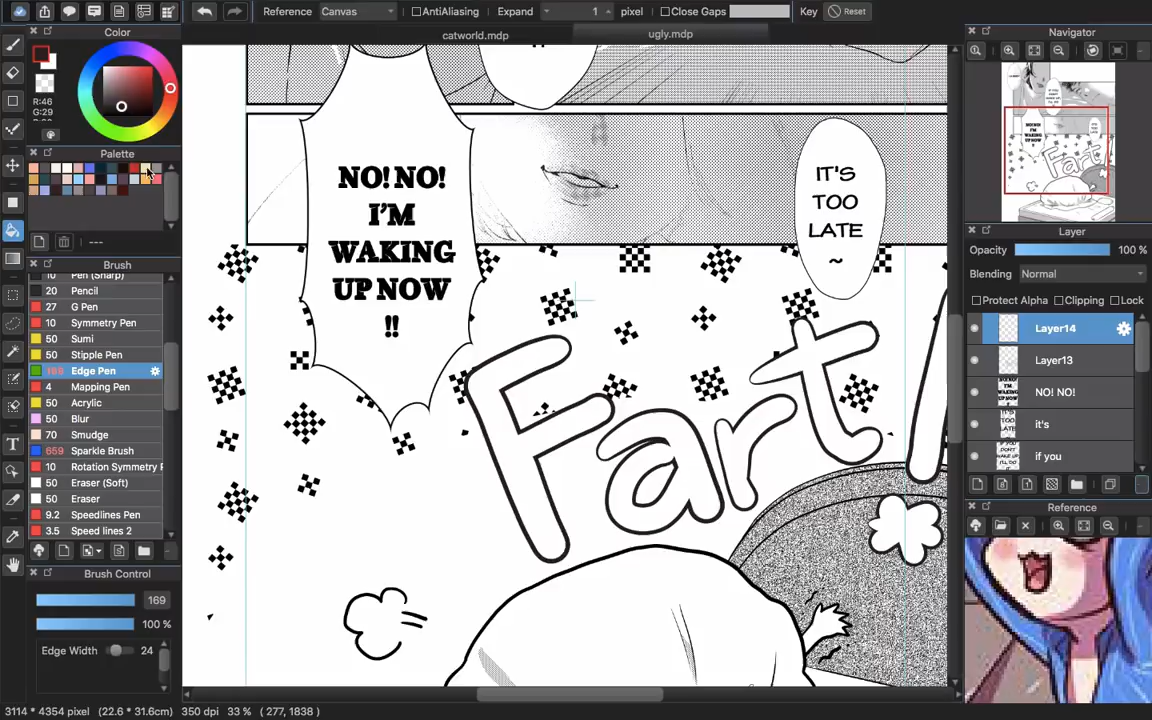 Reference Canvas AntiAliasing Expand 1 pixel Close Gaps Key Reset
catworld.mdp ugly.mdp
Color
R:46
G:29
Palette
---
Brush
10 Pen (Sharp)
20 Pencil
27 G Pen
10 Symmetry Pen
50 Sumi
50 Stipple Pen
169 Edge Pen
4 Mapping Pen
50 Acrylic
50 Blur
70 Smudge
659 Sparkle Brush
10 Rotation Symmetry P
50 Eraser (Soft)
50 Eraser
9.2 Speedlines Pen
3.5 Speed lines 2
Brush Control
169
100 %
Edge Width 24
NO! NO!
I'M
WAKING
UP NOW
!!
IT'S
TOO
LATE
~
Fart
Navigator
Layer
Opacity 100 %
Blending Normal
Protect Alpha Clipping Lock
Layer14
Layer13
NO! NO!
it's
if you
Reference
3114 * 4354 pixel (22.6 * 31.6cm) 350 dpi 33 % ( 277, 1838 )